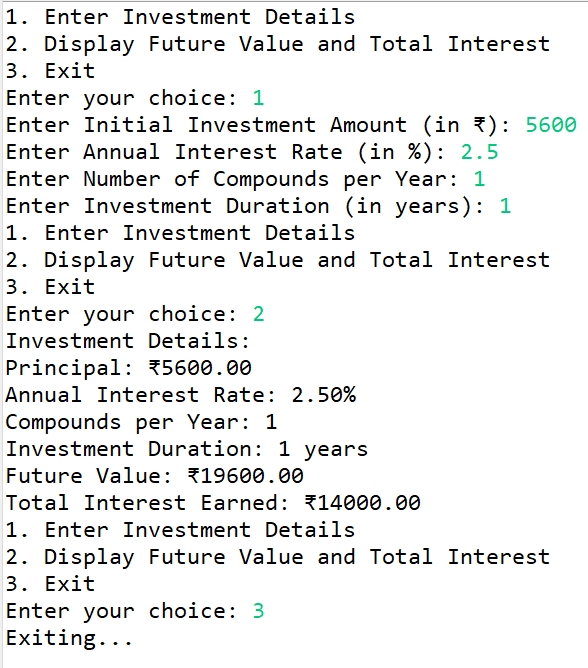 1. Enter Investment Details
2. Display Future Value and Total Interest
3. Exit
Enter your choice: 1
Enter Initial Investment Amount (in ₹): 5600
Enter Annual Interest Rate (in %): 2.5
Enter Number of Compounds per Year: 1
Enter Investment Duration (in years): 1
1. Enter Investment Details
2. Display Future Value and Total Interest
3. Exit
Enter your choice: 2
Investment Details:
Principal: ₹5600.00
Annual Interest Rate: 2.50%
Compounds per Year: 1
Investment Duration: 1 years
Future Value: ₹19600.00
Total Interest Earned: ₹14000.00
1. Enter Investment Details
2. Display Future Value and Total Interest
3. Exit
Enter your choice: 3
Exiting...